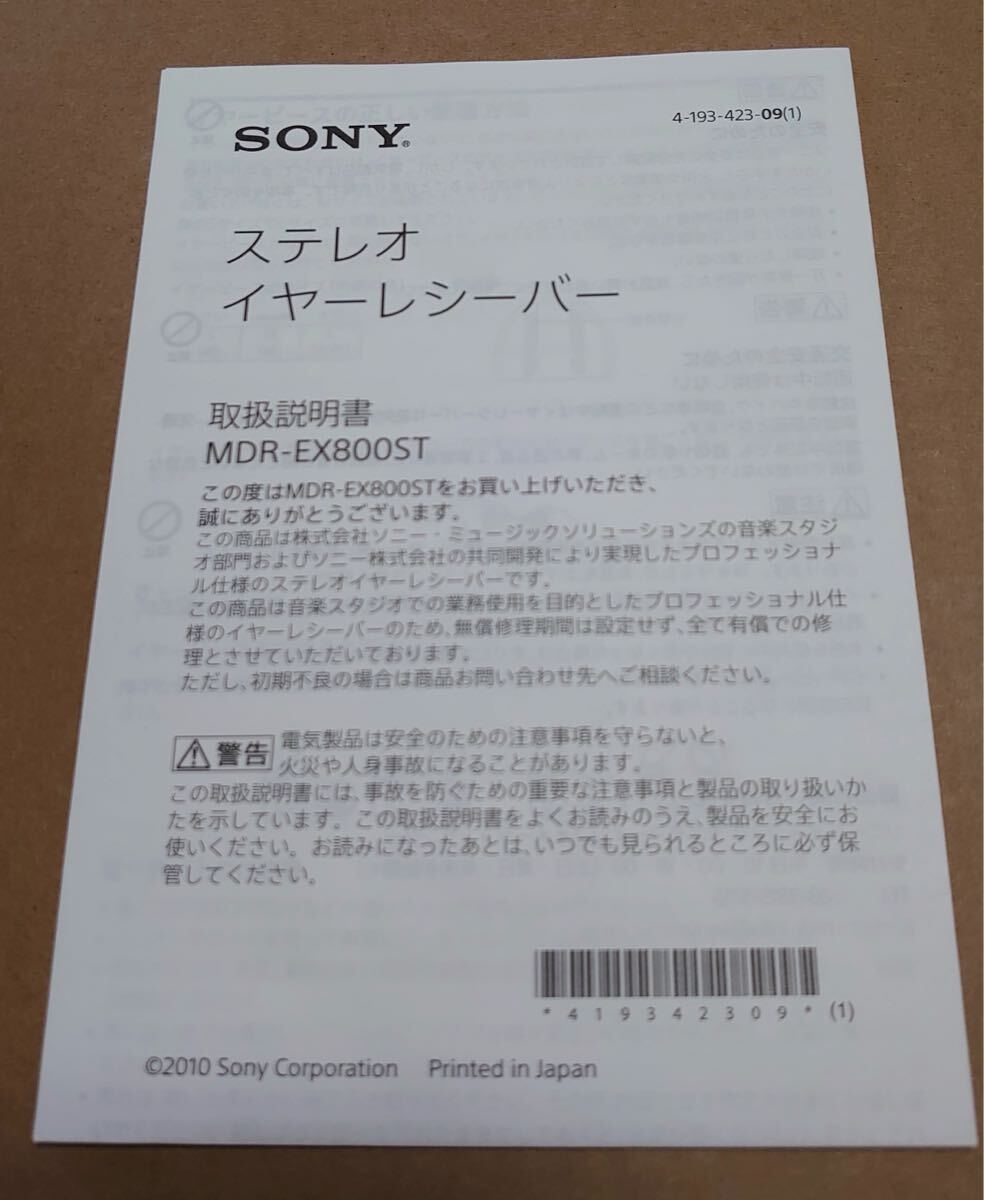 4-193-423-09(1)
SONY®
ステレオ
イヤーレシーバー
取扱説明書
MDR-EX800ST
この度はMDR-EX800STをお買い上げいただき、
誠にありがとうございます。
この商品は株式会社ソニー・ミュージックソリューションズの音楽スタジ
オ部門およびソニー株式会社の共同開発により実現したプロフェッショナ
ル仕様のステレオイヤーレシーバーです。
この商品は音楽スタジオでの業務使用を目的としたプロフェッショナル仕
様のイヤーレシーバーのため、無償修理期間は設定せず、全て有償での修
理とさせていただいております。
ただし、初期不良の場合は商品お問い合わせ先へご相談ください。
警告
電気製品は安全のための注意事項を守らないと、
火災や人身事故になることがあります。
この取扱説明書には、事故を防ぐための重要な注意事項と製品の取り扱いか
たを示しています。この取扱説明書をよくお読みのうえ、製品を安全にお
使いください。お読みになったあとは、いつでも見られるところに必ず保
管してください。
*419342309* (1)
©2010 Sony Corporation Printed in Japan